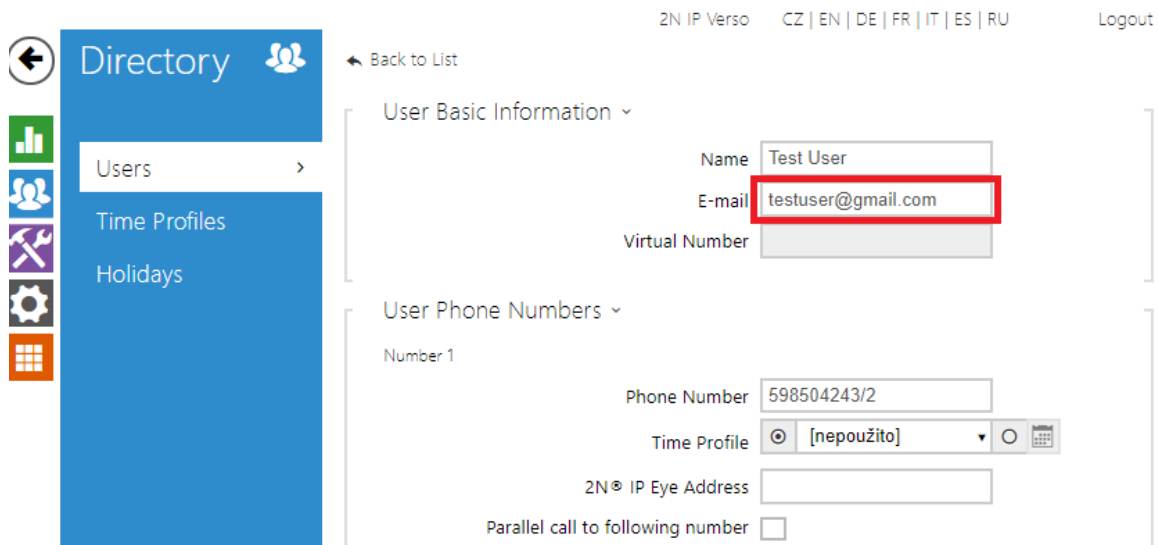 2N IP Verso CZ | EN | DE | FR | IT | ES | RU Logout
Directory
Back to List
User Basic Information
Users
Name Test User
E-mail testuser@gmail.com
Time Profiles
Virtual Number
Holidays
User Phone Numbers
Number 1
Phone Number 598504243/2
Time Profile [nepoužito]
2N® IP Eye Address
Parallel call to following number